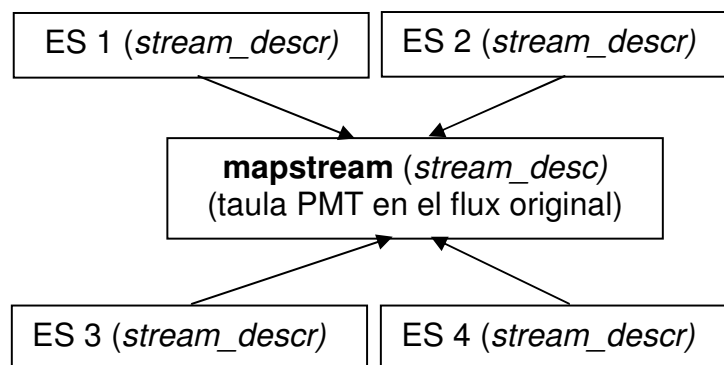 ES 1 (stream_descr)
ES 2 (stream_descr)
mapstream (stream_desc)
(taula PMT en el flux original)
ES 3 (stream_descr)
ES 4 (stream_descr)